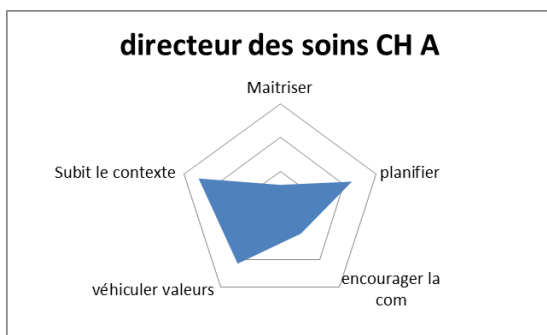 directeur des soins CH A
Maitriser
Subit le contexte
planifier
véhiculer valeurs
encourager la
com